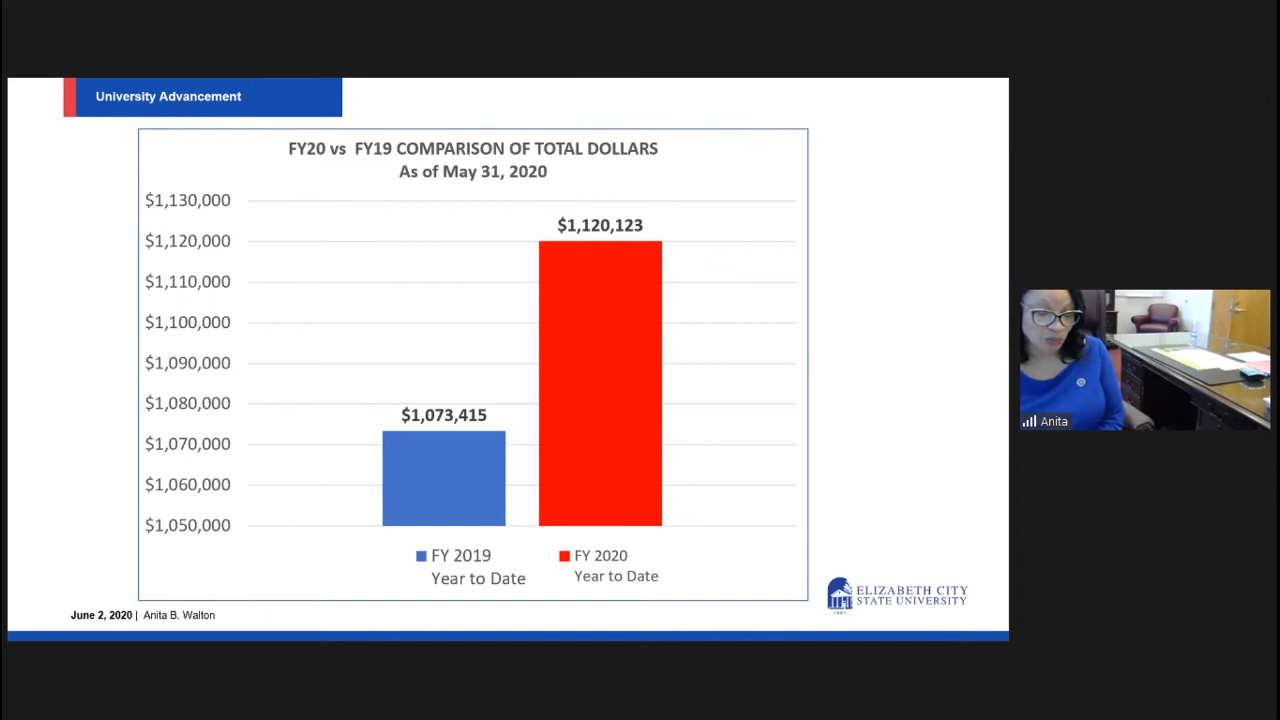 University Advancement
FY20 vs FY19 COMPARISON OF TOTAL DOLLARS
As of May 31, 2020
$1,130,000
$1,120,000
$1,110,000
$1,100,000
$1,090,000
$1,080,000
$1,070,000
$1,060,000
$1,050,000
$1,073,415
$1,120,123
FY 2019
Year to Date
FY 2020
Year to Date
June 2, 2020 | Anita B. Walton
ELIZABETH CITY
STATE UNIVERSITY
Anita